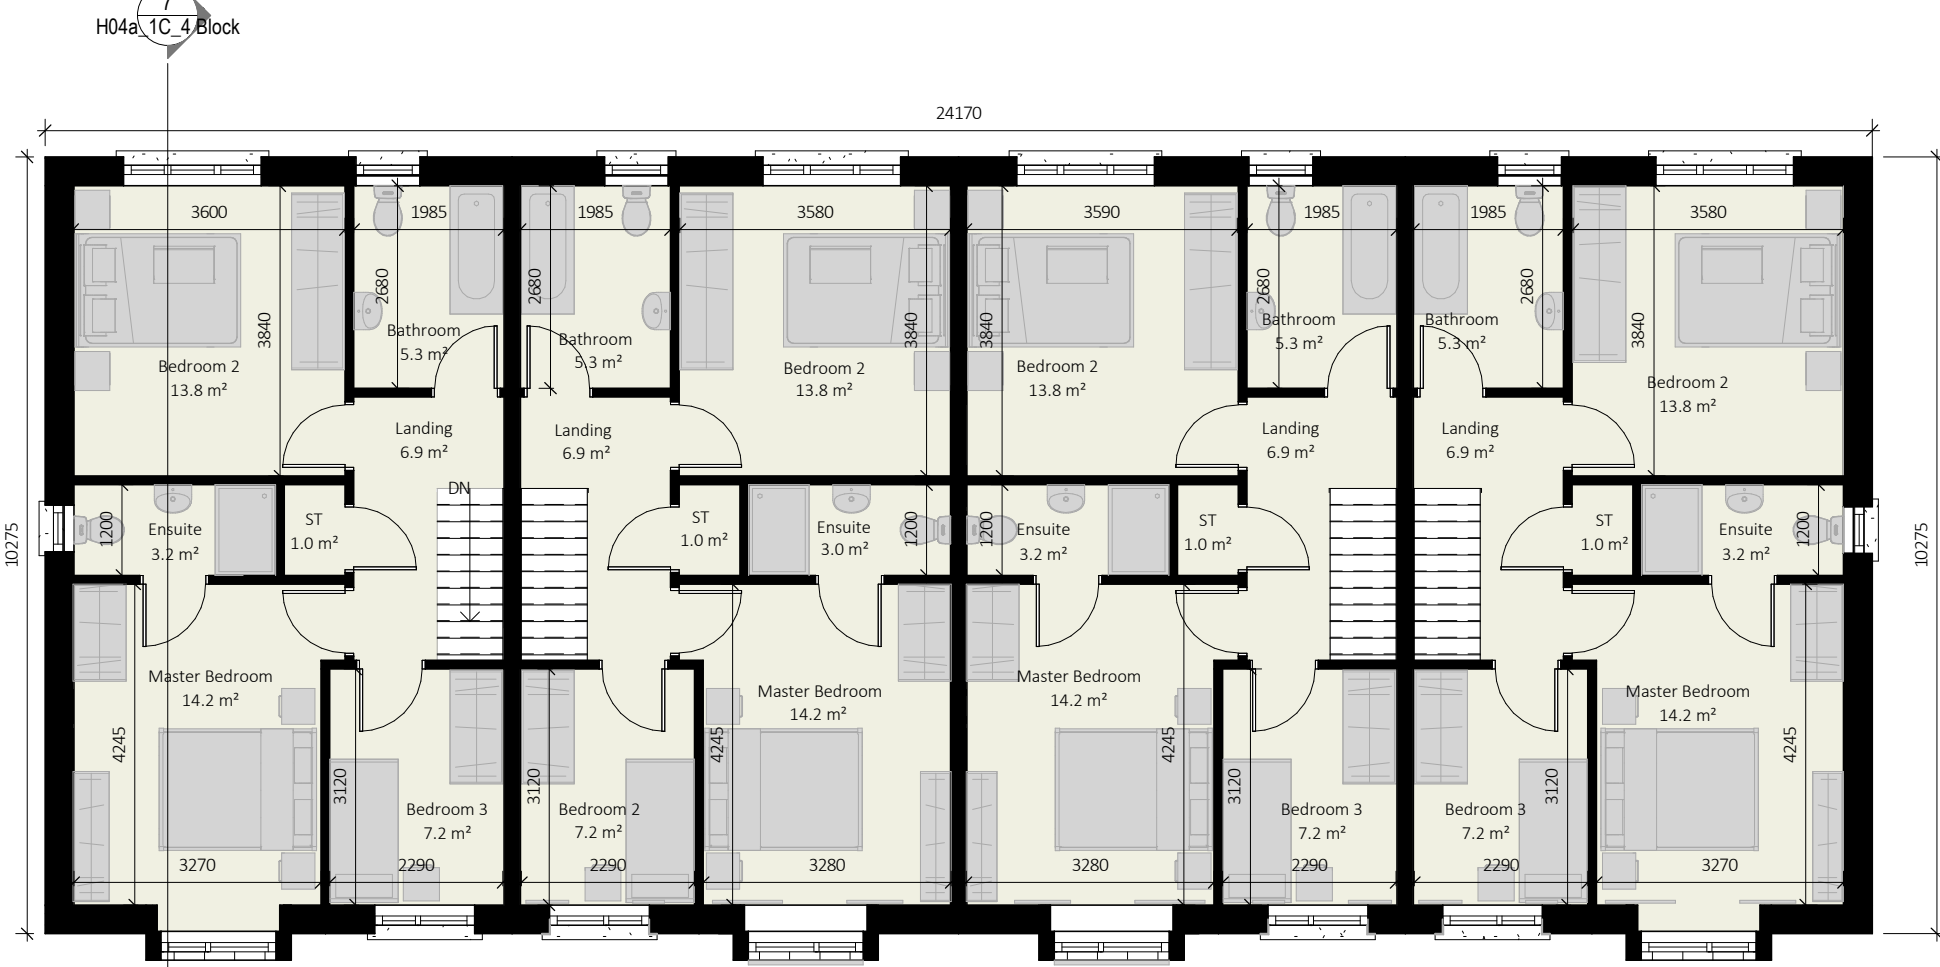 7
H04a_1C_4 Block
24170
3600
1985
1985
3580
3590
1985
1985
3580
2680
2680
2680
2680
3840
3840
3840
3840
Bathroom
5.3 m²
Bathroom
5.3 m²
Bathroom
5.3 m²
Bathroom
5.3 m²
Bedroom 2
13.8 m²
Bedroom 2
13.8 m²
Bedroom 2
13.8 m²
Bedroom 2
13.8 m²
Landing
6.9 m²
Landing
6.9 m²
Landing
6.9 m²
Landing
6.9 m²
DN
10275
1200
Ensuite
3.2 m²
ST
1.0 m²
ST
1.0 m²
Ensuite
3.0 m²
1200
1200
Ensuite
3.2 m²
ST
1.0 m²
ST
1.0 m²
Ensuite
3.2 m²
1200
10275
Master Bedroom
14.2 m²
Master Bedroom
14.2 m²
Master Bedroom
14.2 m²
Master Bedroom
14.2 m²
4245
4245
4245
4245
3120
3120
3120
3120
Bedroom 3
7.2 m²
Bedroom 2
7.2 m²
Bedroom 3
7.2 m²
Bedroom 3
7.2 m²
3270
2290
2290
3280
3280
2290
2290
3270